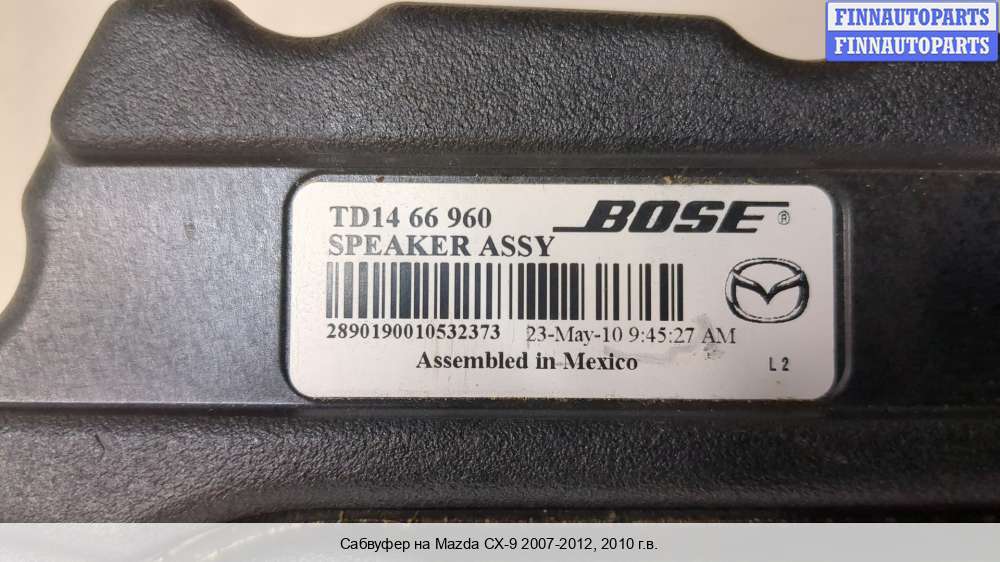 FINNAUTOPARTS
FINNAUTOPARTS
TD14 66 960
BOSE ®
SPEAKER ASSY
2890190010532373
23-May-10 9:45:27 AM
Assembled in Mexico
L 2
Сабвуфер на Mazda CX-9 2007-2012, 2010 г.в.